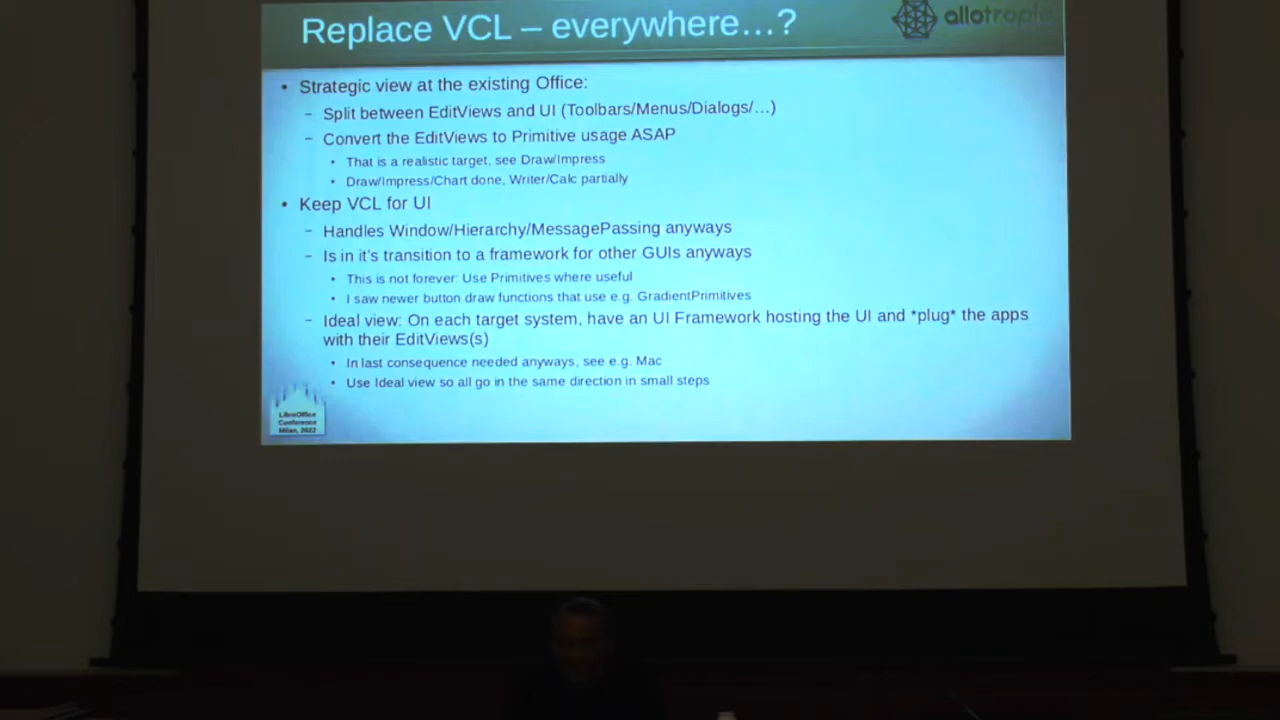 Replace VCL – everywhere…?
allotropia
• Strategic view at the existing Office:
– Split between EditViews and UI (Toolbars/Menus/Dialogs/…)
– Convert the EditViews to Primitive usage ASAP
• That is a realistic target, see Draw/Impress
• Draw/Impress/Chart done, Writer/Calc partially
• Keep VCL for UI
– Handles Window/Hierarchy/MessagePassing anyways
– Is in it's transition to a framework for other GUIs anyways
• This is not forever: Use Primitives where useful
• I saw newer button draw functions that use e.g. GradientPrimitives
– Ideal view: On each target system, have an UI Framework hosting the UI and *plug* the apps
with their EditViews(s)
• In last consequence needed anyways, see e.g. Mac
• Use Ideal view so all go in the same direction in small steps
LibreOffice
Conference
Milan, 2022